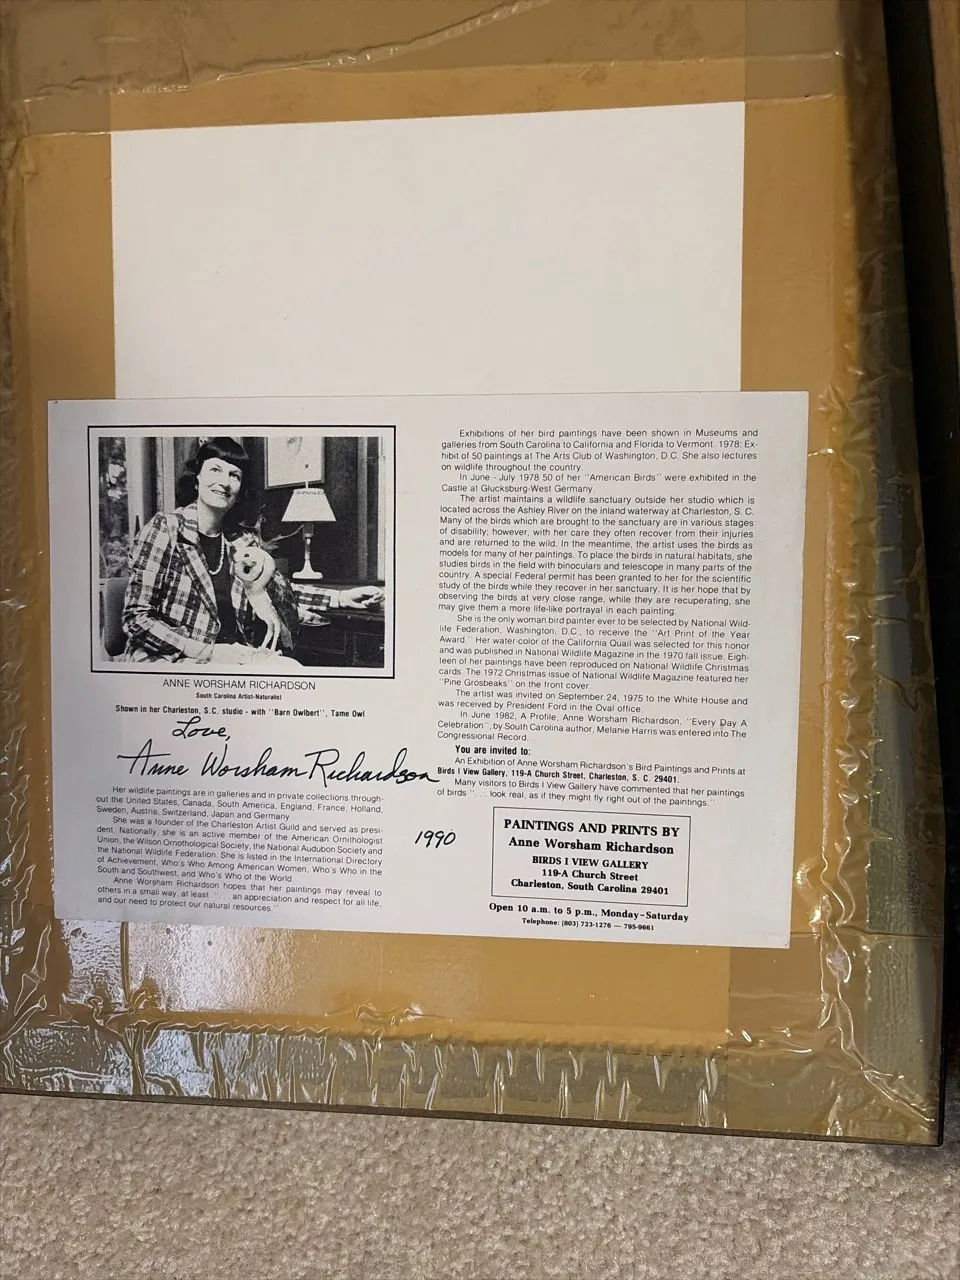 ANNE WORSHAM RICHARDSON
South Carolina Artist-Naturalist
Shown in her Charleston, S.C. studio - with "Barn Owlbert", Tame Owl
Love,
Anne Worsham Richardson
Her wildlife paintings are in galleries and in private collections through-
out the United States, Canada, South America, England, France, Holland,
Sweden, Austria, Switzerland, Japan and Germany.
She was a founder of the Charleston Artist Guild and served as presi-
dent. Nationally, she is an active member of the American Ornithologist
Union, the Wilson Ornothological Society, the National Audubon Society and
the National Wildlife Federation. She is listed in the International Directory
of Achievement, Who's Who Among American Women, Who's Who in the
South and Southwest, and Who's Who of the World.
Anne Worsham Richardson hopes that her paintings may reveal to
others in a small way, at least ". . . an appreciation and respect for all life,
and our need to protect our natural resources."
1990
Exhibitions of her bird paintings have been shown in Museums and
galleries from South Carolina to California and Florida to Vermont. 1978: Ex-
hibit of 50 paintings at The Arts Club of Washington, D.C. She also lectures
on wildlife throughout the country.
In June - July 1978 50 of her "American Birds" were exhibited in the
Castle at Glucksburg-West Germany.
The artist maintains a wildlife sanctuary outside her studio which is
located across the Ashley River on the inland waterway at Charleston, S. C.
Many of the birds which are brought to the sanctuary are in various stages
of disability; however, with her care they often recover from their injuries
and are returned to the wild. In the meantime, the artist uses the birds as
models for many of her paintings. To place the birds in natural habitats, she
studies birds in the field with binoculars and telescope in many parts of the
country. A special Federal permit has been granted to her for the scientific
study of the birds while they recover in her sanctuary. It is her hope that by
observing the birds at very close range, while they are recuperating, she
may give them a more life-like portrayal in each painting.
She is the only woman bird painter ever to be selected by National Wild-
life Federation, Washington, D.C., to receive the "Art Print of the Year
Award." Her water-color of the California Quail was selected for this honor
and was published in National Wildlife Magazine in the 1970 fall issue. Eigh-
teen of her paintings have been reproduced on National Wildlife Christmas
cards. The 1972 Christmas issue of National Wildlife Magazine featured her
"Pine Grosbeaks" on the front cover.
The artist was invited on September 24, 1975 to the White House and
was received by President Ford in the Oval office.
In June 1982, A Profile, Anne Worsham Richardson, "Every Day A
Celebration", by South Carolina author, Melanie Harris was entered into The
Congressional Record.
You are invited to:
An Exhibition of Anne Worsham Richardson's Bird Paintings and Prints at
Birds I View Gallery, 119-A Church Street, Charleston, S. C. 29401.
Many visitors to Birds I View Gallery have commented that her paintings
of birds ". . . look real, as if they might fly right out of the paintings."
PAINTINGS AND PRINTS BY
Anne Worsham Richardson
BIRDS I VIEW GALLERY
119-A Church Street
Charleston, South Carolina 29401
Open 10 a.m. to 5 p.m., Monday-Saturday
Telephone: (803) 723-1276 — 795-9661